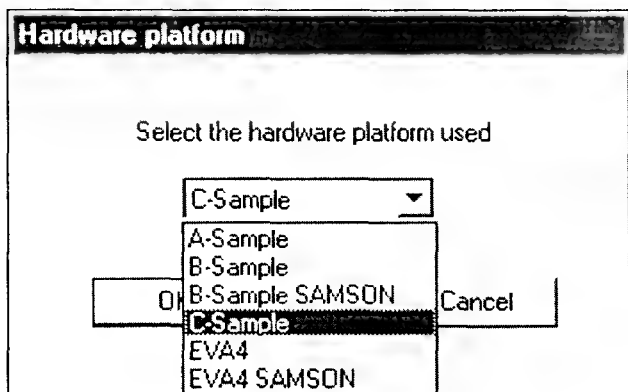 Hardware platform
Select the hardware platform used
C-Sample
A-Sample
B-Sample
B-Sample SAMSON
Cancel
C-Sample
EVA4
EVA4 SAMSON